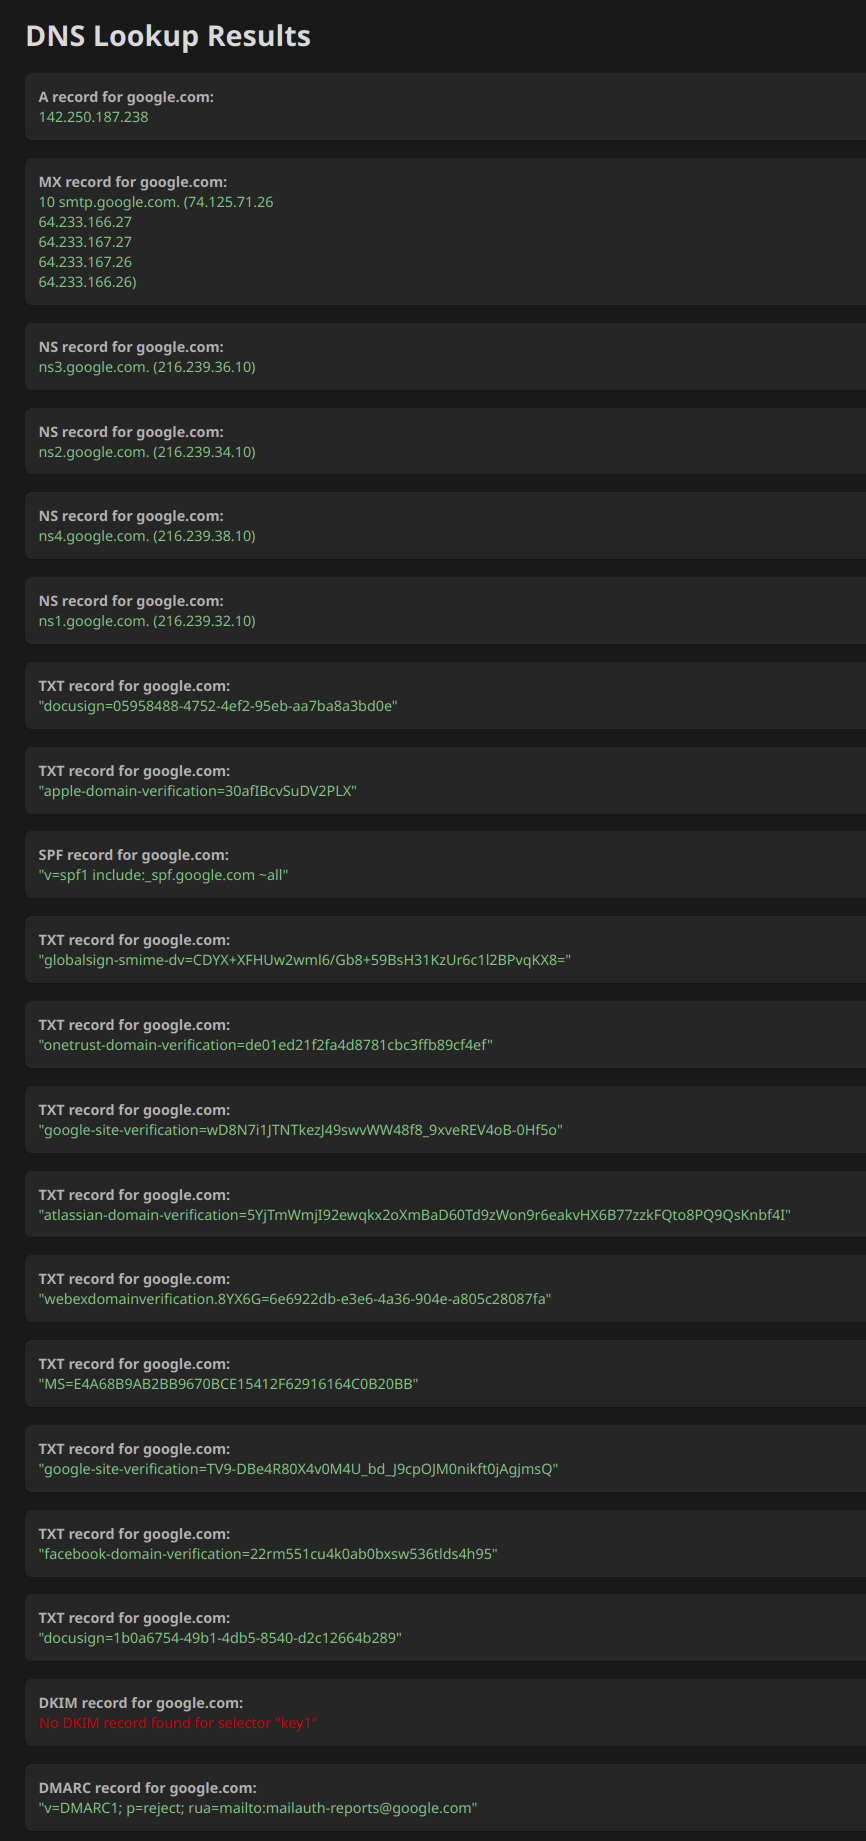 DNS Lookup Results
A record for google.com:
142.250.187.238
MX record for google.com:
10 smtp.google.com. (74.125.71.26
64.233.166.27
64.233.167.27
64.233.167.26
64.233.166.26)
NS record for google.com:
ns3.google.com. (216.239.36.10)
NS record for google.com:
ns2.google.com. (216.239.34.10)
NS record for google.com:
ns4.google.com. (216.239.38.10)
NS record for google.com:
ns1.google.com. (216.239.32.10)
TXT record for google.com:
"docusign=05958488-4752-4ef2-95eb-aa7ba8a3bd0e"
TXT record for google.com:
"apple-domain-verification=30afIBcvSuDV2PLX"
SPF record for google.com:
"v=spf1 include:_spf.google.com ~all"
TXT record for google.com:
"globalsign-smime-dv=CDYX+XFHUw2wml6/Gb8+59BsH31KzUr6c1l2BPvqKX8="
TXT record for google.com:
"onetrust-domain-verification=de01ed21f2fa4d8781cbc3ffb89cf4ef"
TXT record for google.com:
"google-site-verification=wD8N7i1JTNTkezJ49swvWW48f8_9xveREV4oB-0Hf5o"
TXT record for google.com:
"atlassian-domain-verification=5YjTmWmjI92ewqkx2oXmBaD60Td9zWon9r6eakvHX6B77zzkFQto8PQ9QsKnbf4I"
TXT record for google.com:
"webexdomainverification.8YX6G=6e6922db-e3e6-4a36-904e-a805c28087fa"
TXT record for google.com:
"MS=E4A68B9AB2BB9670BCE15412F62916164C0B20BB"
TXT record for google.com:
"google-site-verification=TV9-DBe4R80X4v0M4U_bd_J9cpOJM0nikft0jAgjmsQ"
TXT record for google.com:
"facebook-domain-verification=22rm551cu4k0ab0bxsw536tlds4h95"
TXT record for google.com:
"docusign=1b0a6754-49b1-4db5-8540-d2c12664b289"
DKIM record for google.com:
No DKIM record found for selector "key1"
DMARC record for google.com:
"v=DMARC1; p=reject; rua=mailto:mailauth-reports@google.com"